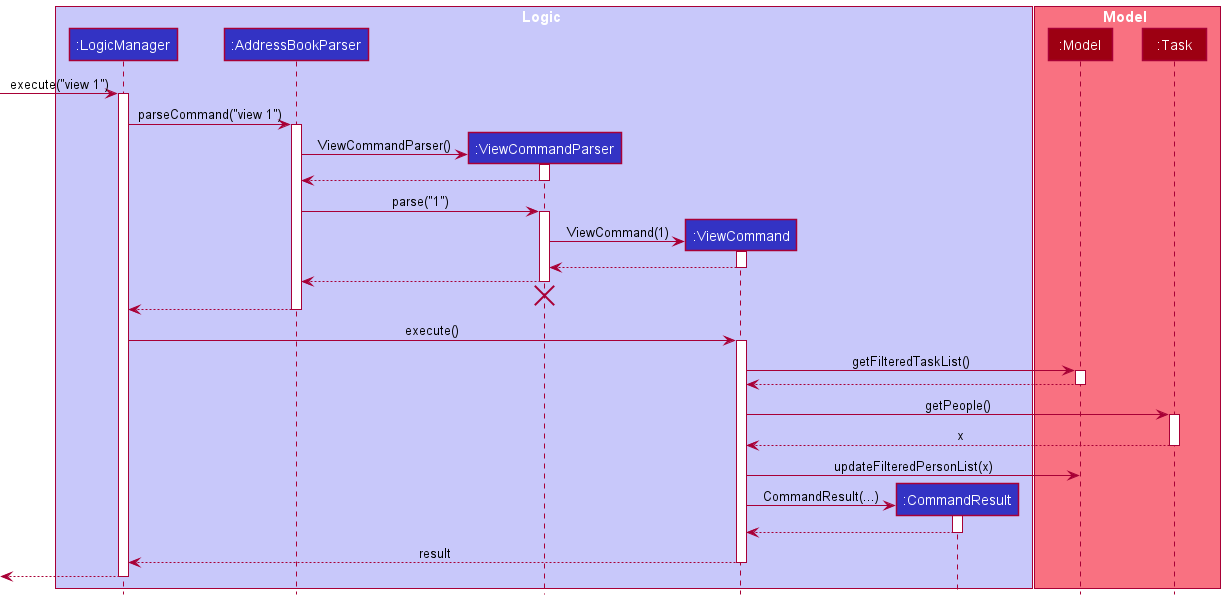 Logic
Model
:LogicManager
:AddressBookParser
:Model
:Task
execute("view 1")
parseCommand("view 1")
ViewCommandParser()
:ViewCommandParser
parse("1")
ViewCommand(1)
:ViewCommand
execute()
getFilteredTaskList()
getPeople()
x
updateFilteredPersonList(x)
CommandResult(...)
:CommandResult
result